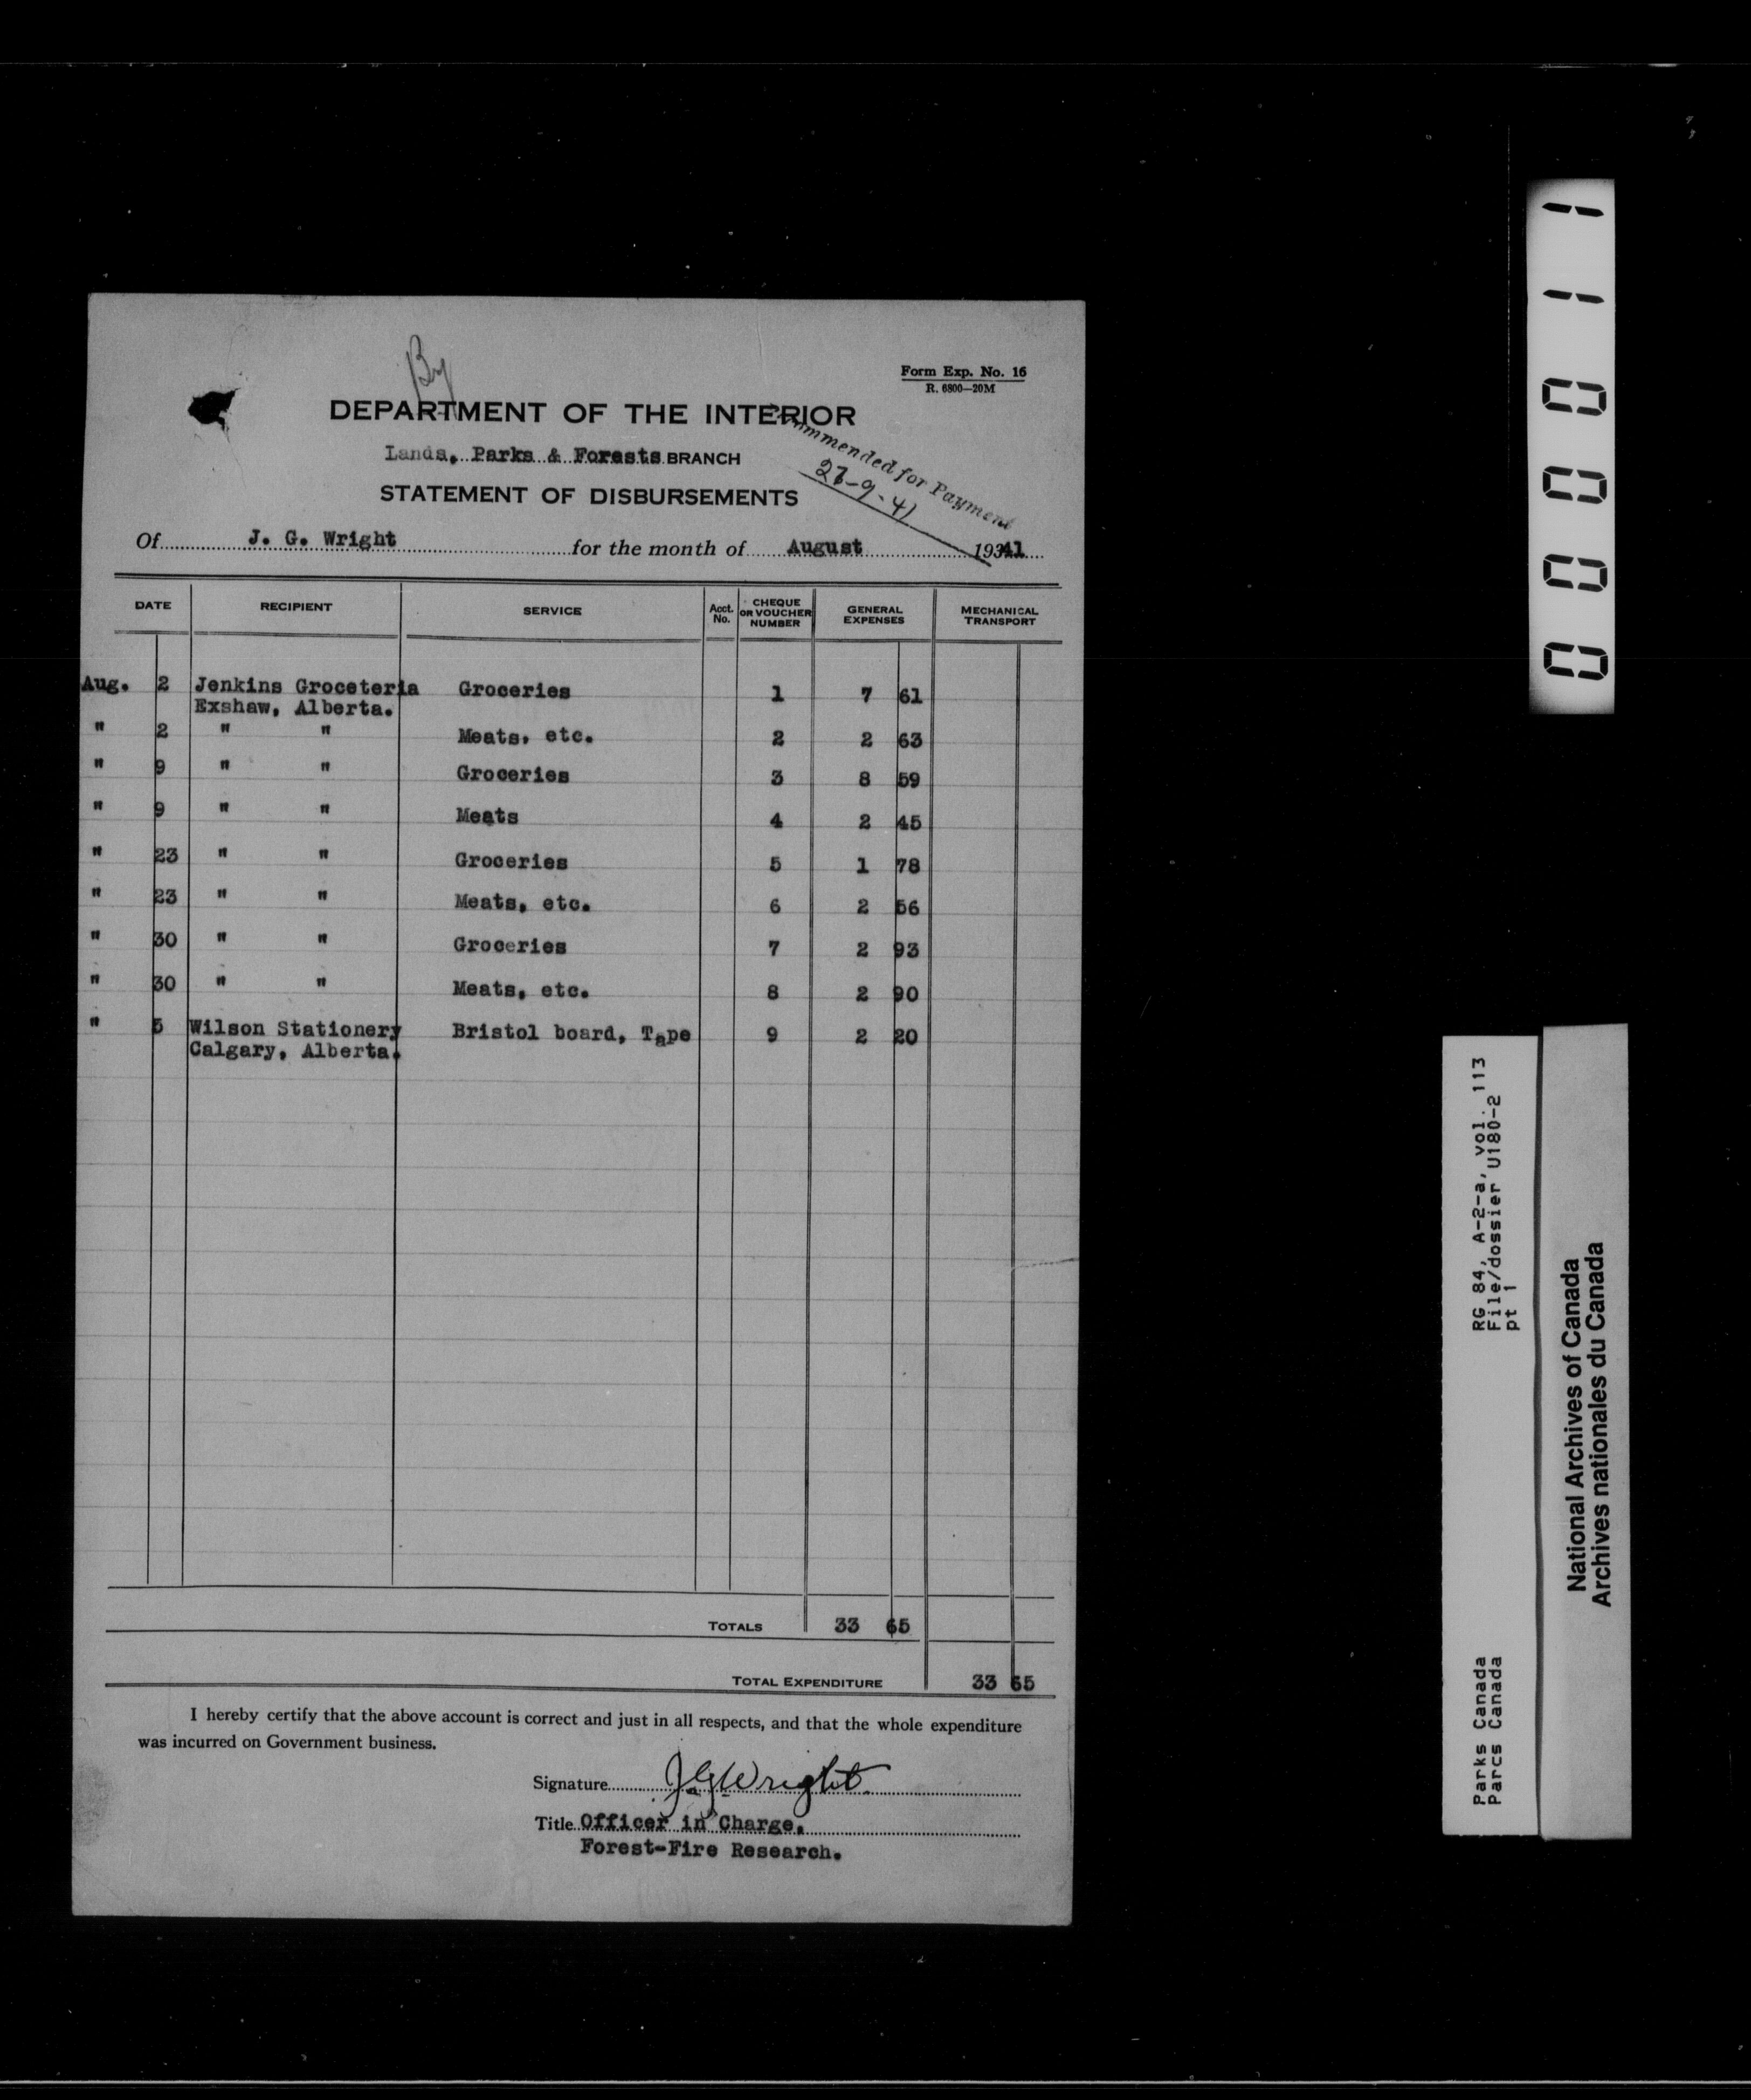 By
Form Exp. No. 16
R. 6800—20M
DEPARTMENT OF THE INTERIOR
Lands, Parks & Forests BRANCH
STATEMENT OF DISBURSEMENTS
for Payment
-9-41
Of J. G. Wright for the month of August 19341
DATE RECIPIENT SERVICE Acct. No. CHEQUE OR VOUCHER NUMBER GENERAL EXPENSES MECHANICAL TRANSPORT
Aug. 2 Jenkins Groceteria Groceries 1 7 61
Exshaw, Alberta.
" 2 " " Meats, etc. 2 2 63
" 9 " " Groceries 3 8 59
" 9 " " Meats 4 2 45
" 23 " " Groceries 5 1 78
" 23 " " Meats, etc. 6 2 56
" 30 " " Groceries 7 2 93
" 30 " " Meats, etc. 8 2 90
" 5 Wilson Stationery Bristol board, Tape 9 2 20
Calgary, Alberta.
TOTALS 33 65
TOTAL EXPENDITURE 33 65
I hereby certify that the above account is correct and just in all respects, and that the whole expenditure
was incurred on Government business.
Signature J.G.Wright
Title Officer in Charge,
Forest-Fire Research.
000011
RG 84, A-2-a, vol. 113
File/dossier U180-2
pt 1
Parks Canada
Parcs Canada
National Archives of Canada
Archives nationales du Canada